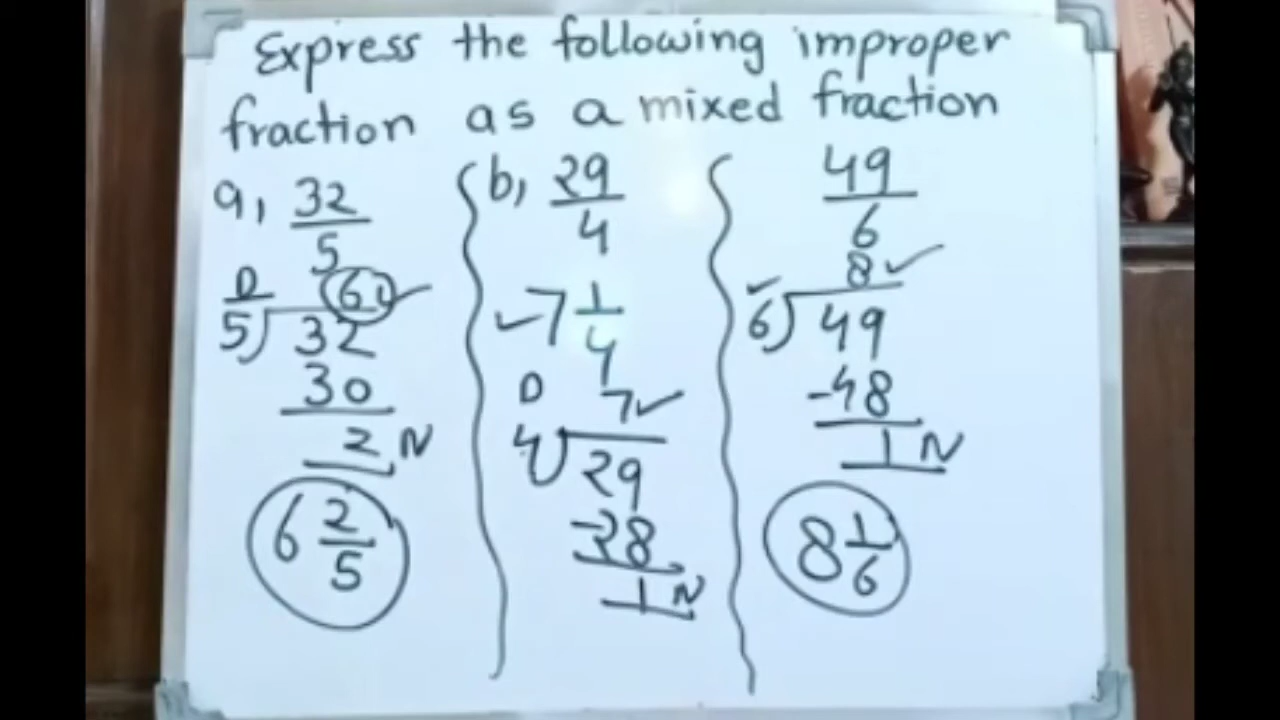 Express the following improper
fraction as a mixed fraction
a, 32/5
D 6
5) 32
30
2 N
6 2/5
b, 29/4
7 1/4
D 7
4) 29
-28
1 N
49/6
8
6) 49
-48
1 N
8 1/6